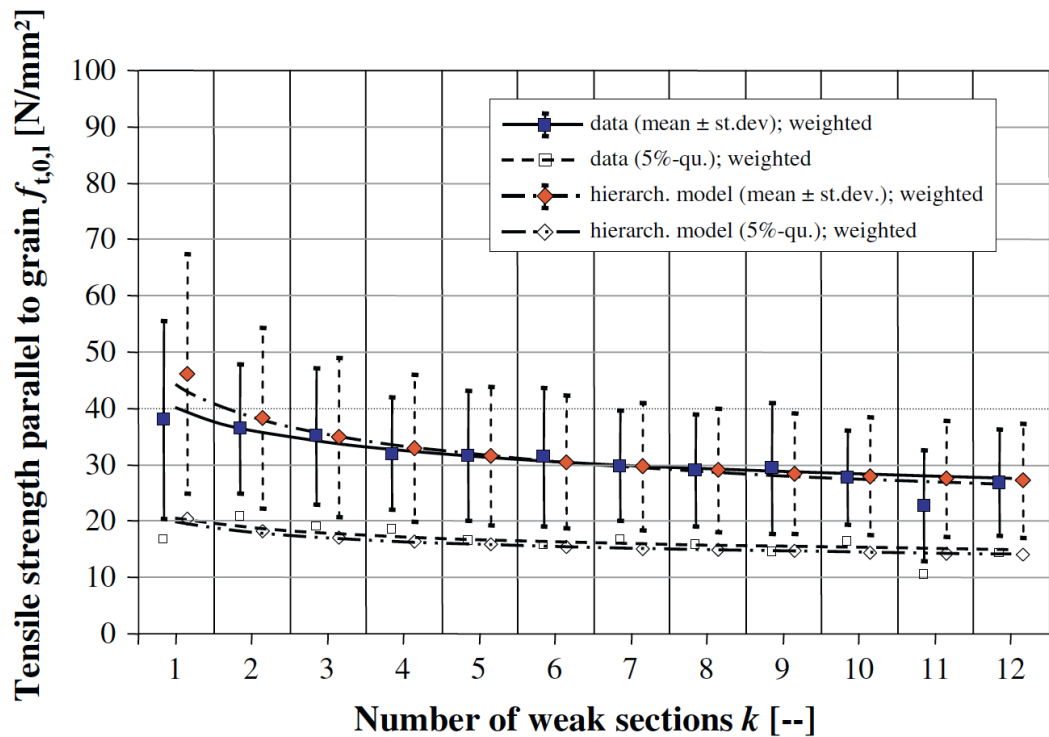 Tensile strength parallel to grain f_t,0,l [N/mm²]
100
90
80
70
60
50
40
30
20
10
0
data (mean ± st.dev); weighted
data (5%-qu.); weighted
hierarch. model (mean ± st.dev.); weighted
hierarch. model (5%-qu.); weighted
1 2 3 4 5 6 7 8 9 10 11 12
Number of weak sections k [--]